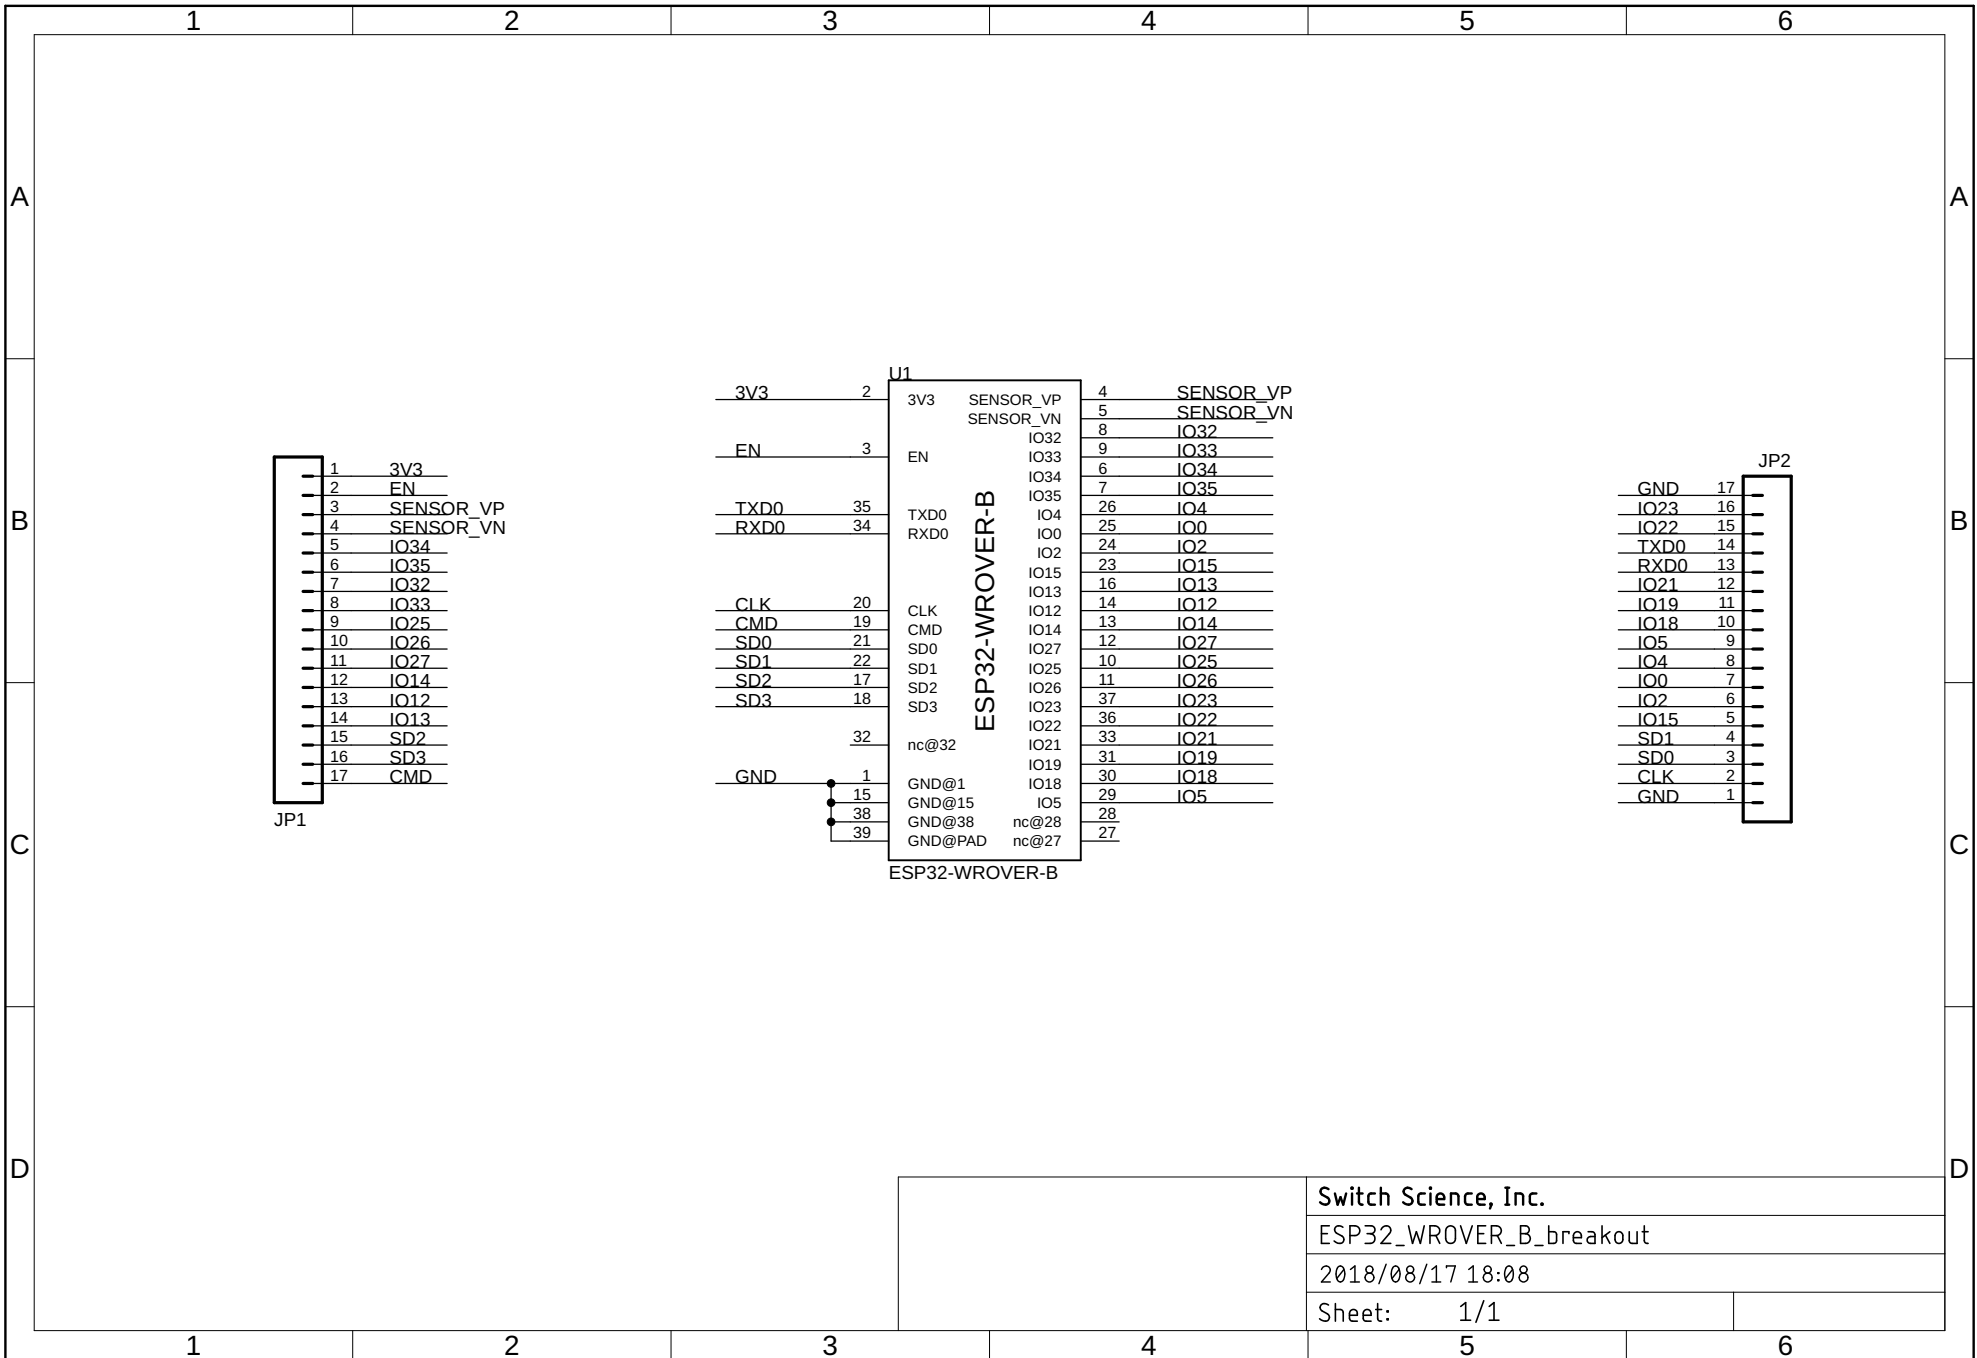 1 2 3 4 5 6
A A
B B
C C
D D
JP1
1 3V3
2 EN
3 SENSOR_VP
4 SENSOR_VN
5 IO34
6 IO35
7 IO32
8 IO33
9 IO25
10 IO26
11 IO27
12 IO14
13 IO12
14 IO13
15 SD2
16 SD3
17 CMD
U1
ESP32-WROVER-B
3V3 2 3V3
EN 3 EN
TXD0 35 TXD0
RXD0 34 RXD0
CLK 20 CLK
CMD 19 CMD
SD0 21 SD0
SD1 22 SD1
SD2 17 SD2
SD3 18 SD3
32 nc@32
GND 1 GND@1
15 GND@15
38 GND@38
39 GND@PAD
SENSOR_VP 4 SENSOR_VP
SENSOR_VN 5 SENSOR_VN
IO32 8 IO32
IO33 9 IO33
IO34 6 IO34
IO35 7 IO35
IO4 26 IO4
IO0 25 IO0
IO2 24 IO2
IO15 23 IO15
IO13 16 IO13
IO12 14 IO12
IO14 13 IO14
IO27 12 IO27
IO25 10 IO25
IO26 11 IO26
IO23 37 IO23
IO22 36 IO22
IO21 33 IO21
IO19 31 IO19
IO18 30 IO18
IO5 29 IO5
nc@28 28
nc@27 27
ESP32-WROVER-B
JP2
GND 17
IO23 16
IO22 15
TXD0 14
RXD0 13
IO21 12
IO19 11
IO18 10
IO5 9
IO4 8
IO0 7
IO2 6
IO15 5
SD1 4
SD0 3
CLK 2
GND 1
Switch Science, Inc.
ESP32_WROVER_B_breakout
2018/08/17 18:08
Sheet: 1/1
1 2 3 4 5 6